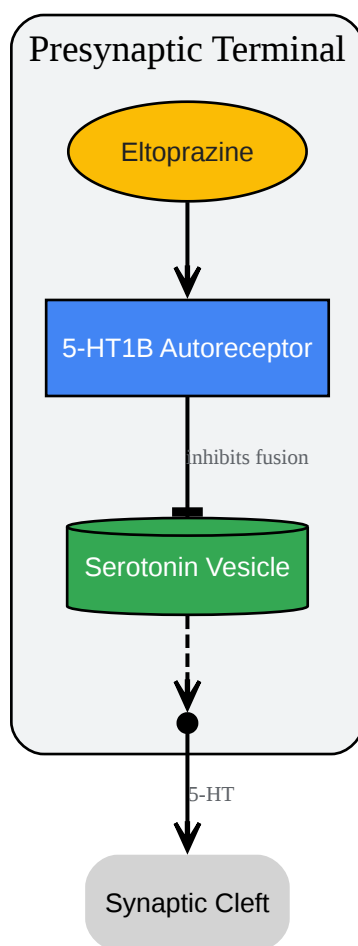 Presynaptic Terminal
Eltoprazine
5-HT1B Autoreceptor
inhibits fusion
Serotonin Vesicle
5-HT
Synaptic Cleft